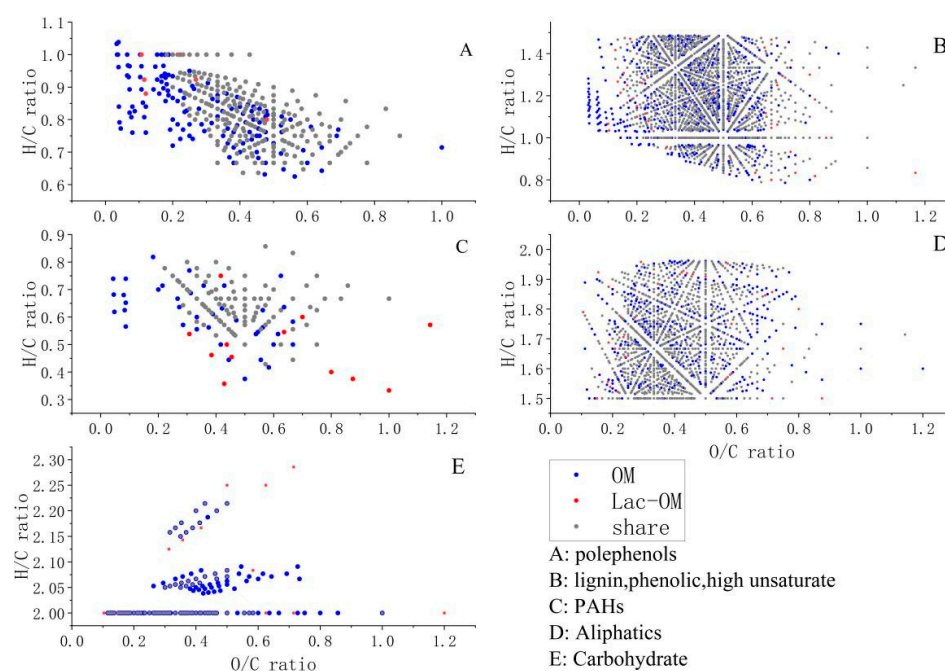 A
H/C ratio
1.1
1.0
0.9
0.8
0.7
0.6
0.0 0.2 0.4 0.6 0.8 1.0
B
H/C ratio
1.4
1.2
1.0
0.8
0.0 0.2 0.4 0.6 0.8 1.0 1.2
C
H/C ratio
0.9
0.8
0.7
0.6
0.5
0.4
0.3
0.0 0.2 0.4 0.6 0.8 1.0 1.2
D
H/C ratio
2.0
1.9
1.8
1.7
1.6
1.5
0.0 0.2 0.4 0.6 0.8 1.0 1.2
O/C ratio
E
H/C ratio
2.30
2.25
2.20
2.15
2.10
2.05
2.00
0.0 0.2 0.4 0.6 0.8 1.0 1.2
O/C ratio
OM
Lac-OM
share
A: polephenols
B: lignin,phenolic,high unsaturate
C: PAHs
D: Aliphatics
E: Carbohydrate